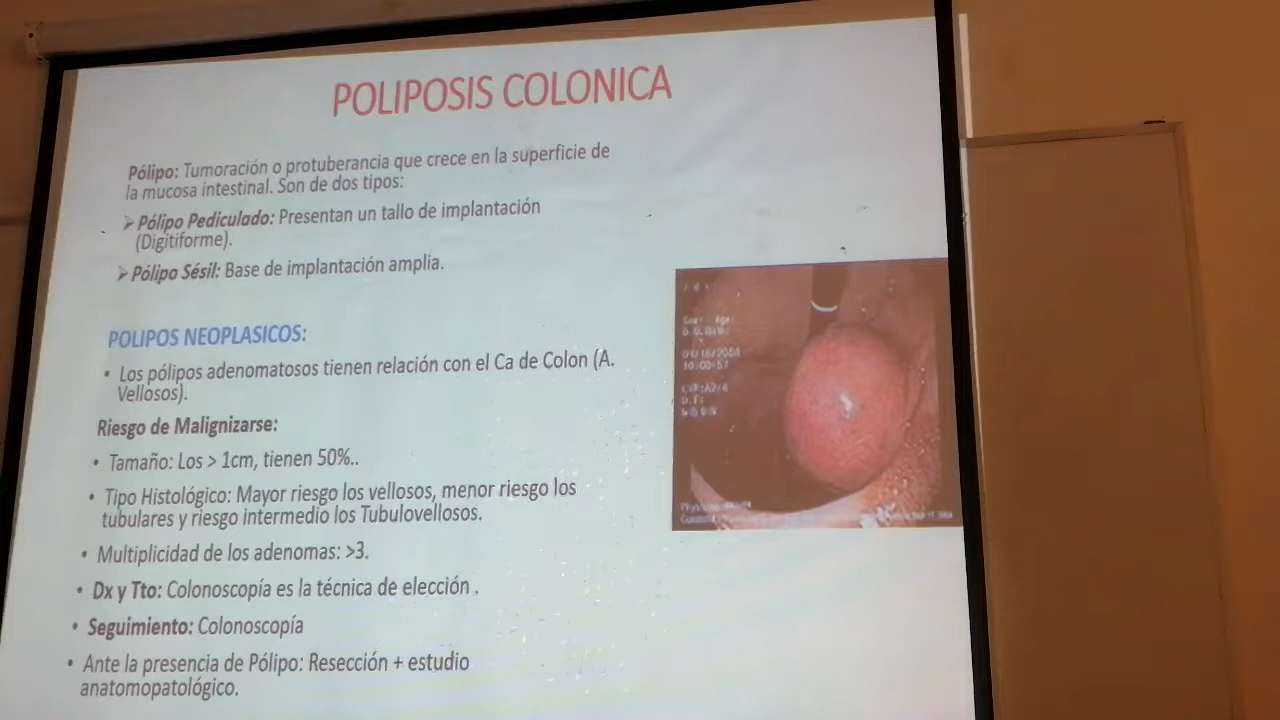 POLIPOSIS COLONICA
Pólipo: Tumoración o protuberancia que crece en la superficie de
la mucosa intestinal. Son de dos tipos:
➢ Pólipo Pediculado: Presentan un tallo de implantación
(Digitiforme).
➢ Pólipo Sésil: Base de implantación amplia.
POLIPOS NEOPLASICOS:
• Los pólipos adenomatosos tienen relación con el Ca de Colon (A.
Vellosos).
Riesgo de Malignizarse:
• Tamaño: Los > 1cm, tienen 50%..
• Tipo Histológico: Mayor riesgo los vellosos, menor riesgo los
tubulares y riesgo intermedio los Tubulovellosos.
• Multiplicidad de los adenomas: >3.
• Dx y Tto: Colonoscopía es la técnica de elección .
• Seguimiento: Colonoscopía
• Ante la presencia de Pólipo: Resección + estudio
anatomopatológico.
Sex: Age: